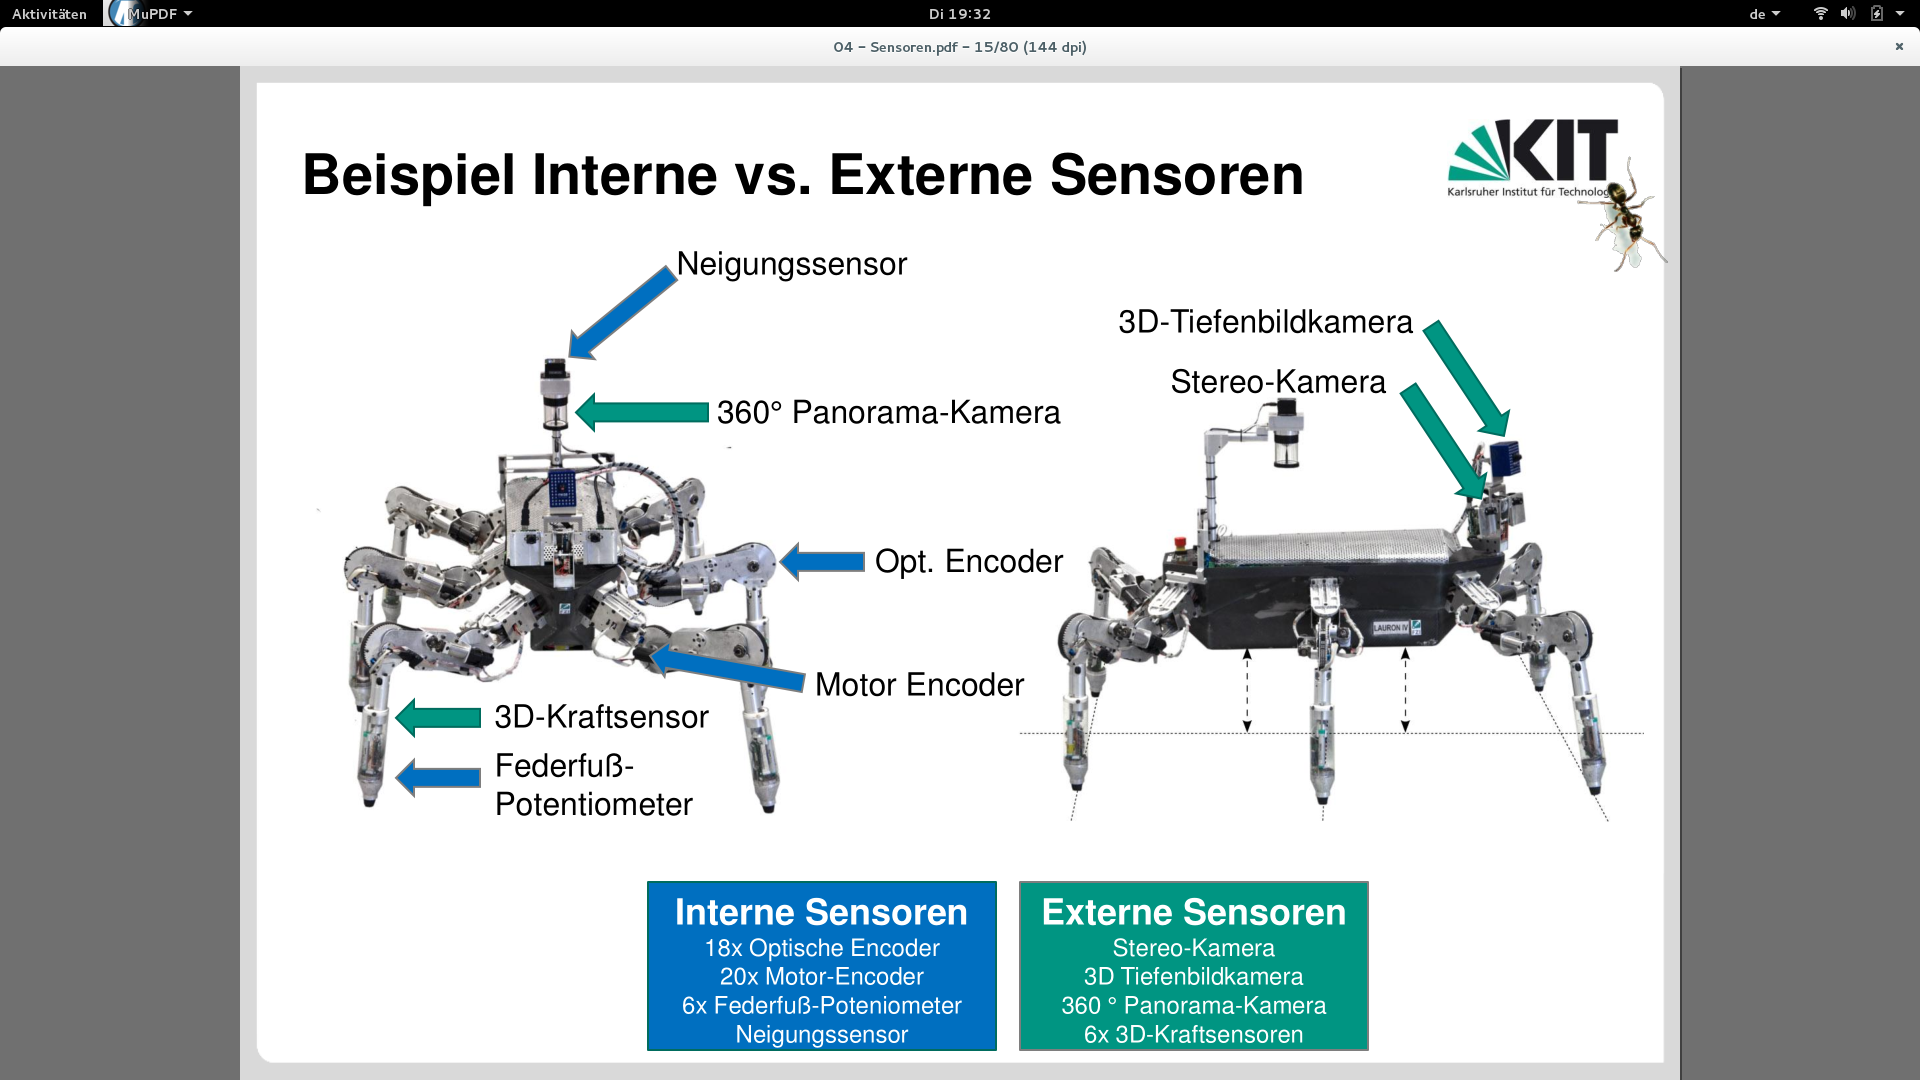 Aktivitäten
MuPDF
Di 19:32
de
04 – Sensoren.pdf – 15/80 (144 dpi)
Beispiel Interne vs. Externe Sensoren
KIT
Karlsruher Institut für Technolog
Neigungssensor
3D-Tiefenbildkamera
Stereo-Kamera
360° Panorama-Kamera
Opt. Encoder
LAURON IV
Motor Encoder
3D-Kraftsensor
Federfuß-
Potentiometer
Interne Sensoren
18x Optische Encoder
20x Motor-Encoder
6x Federfuß-Poteniometer
Neigungssensor
Externe Sensoren
Stereo-Kamera
3D Tiefenbildkamera
360 ° Panorama-Kamera
6x 3D-Kraftsensoren